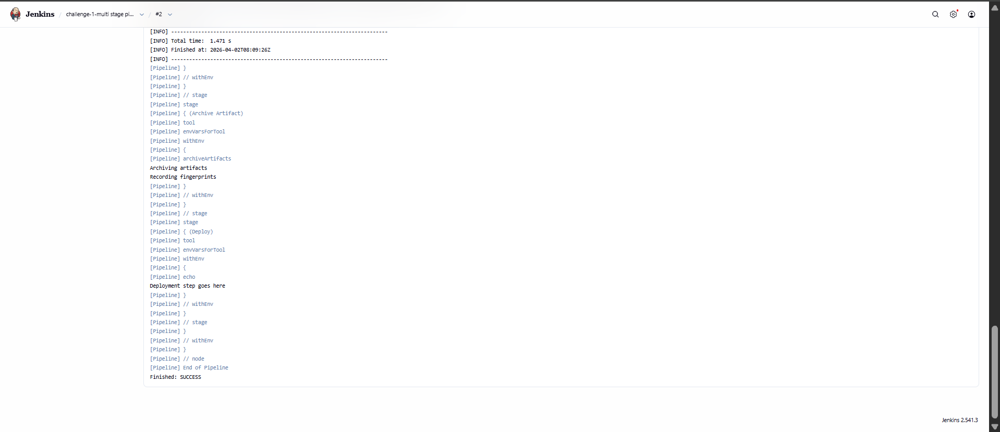 Jenkins / challenge-1-multi stage pi... / #2
[INFO] ------------------------------------------------------------------------
[INFO] Total time:  1.471 s
[INFO] Finished at: 2026-04-02T08:09:26Z
[INFO] ------------------------------------------------------------------------
[Pipeline] }
[Pipeline] // withEnv
[Pipeline] }
[Pipeline] // stage
[Pipeline] stage
[Pipeline] { (Archive Artifact)
[Pipeline] tool
[Pipeline] envVarsForTool
[Pipeline] withEnv
[Pipeline] {
[Pipeline] archiveArtifacts
Archiving artifacts
Recording fingerprints
[Pipeline] }
[Pipeline] // withEnv
[Pipeline] }
[Pipeline] // stage
[Pipeline] stage
[Pipeline] { (Deploy)
[Pipeline] tool
[Pipeline] envVarsForTool
[Pipeline] withEnv
[Pipeline] {
[Pipeline] echo
Deployment step goes here
[Pipeline] }
[Pipeline] // withEnv
[Pipeline] }
[Pipeline] // stage
[Pipeline] }
[Pipeline] // withEnv
[Pipeline] }
[Pipeline] // node
[Pipeline] End of Pipeline
Finished: SUCCESS
Jenkins 2.541.3